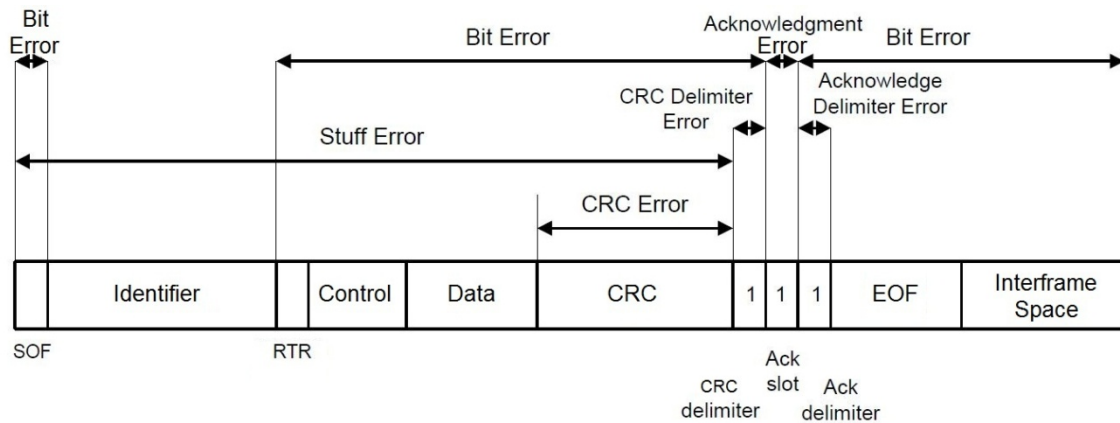 Bit
Error
Bit Error
Acknowledgment
Error
Bit Error
CRC Delimiter
Error
Acknowledge
Delimiter Error
Stuff Error
CRC Error
Identifier
Control
Data
CRC
1
1
1
EOF
Interframe
Space
SOF
RTR
CRC
delimiter
Ack
slot
Ack
delimiter